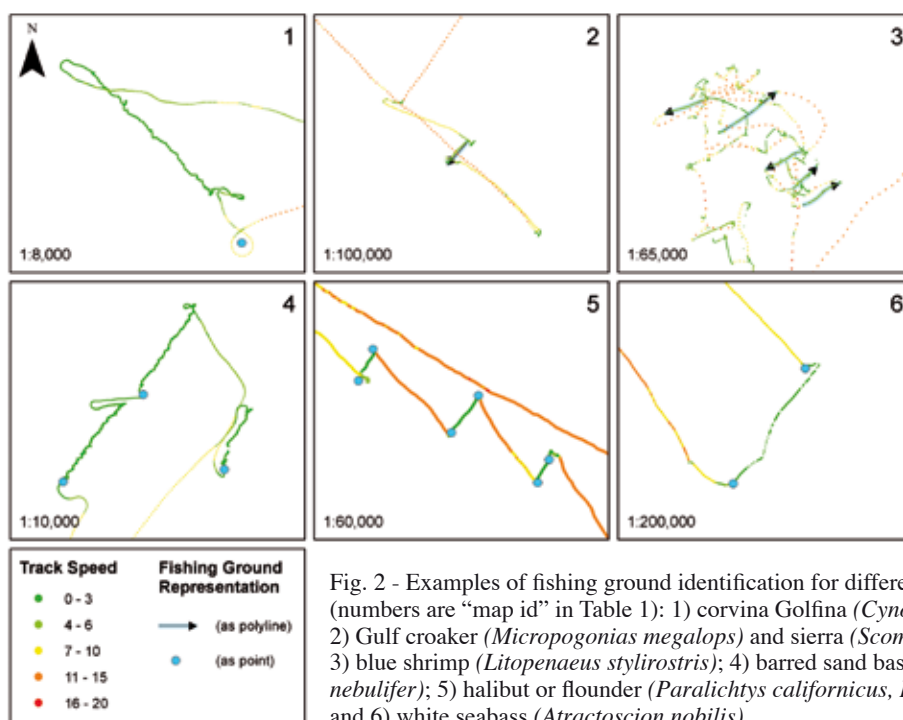 N
1
2
3
1:8,000
1:100,000
1:65,000
4
5
6
1:10,000
1:60,000
1:200,000
Track Speed
0 - 3
4 - 6
7 - 10
11 - 15
16 - 20
Fishing Ground
Representation
(as polyline)
(as point)
Fig. 2 - Examples of fishing ground identification for differe
(numbers are “map id” in Table 1): 1) corvina Golfina (Cyno
2) Gulf croaker (Micropogonias megalops) and sierra (Scom
3) blue shrimp (Litopenaeus stylirostris); 4) barred sand bas
nebulifer); 5) halibut or flounder (Paralichtys californicus,
and 6) white seabass (Atractoscion nobilis)